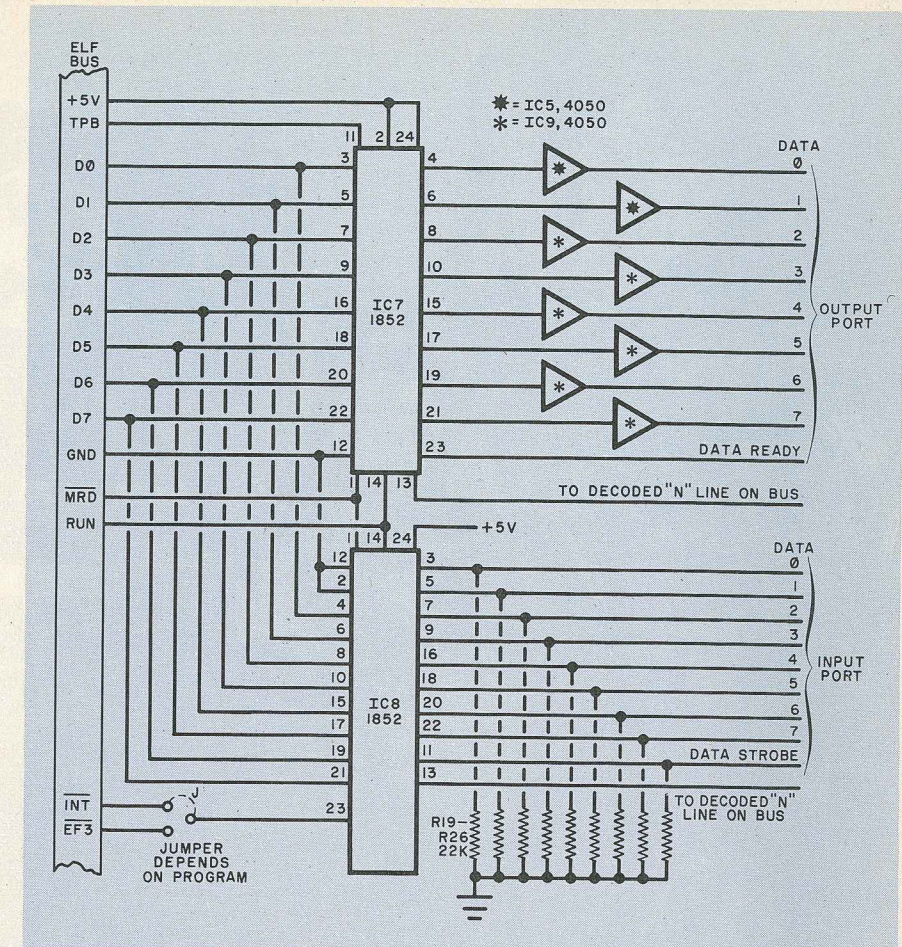 ELF
BUS
+5V
TPB
D0
D1
D2
D3
D4
D5
D6
D7
GND
MRD
RUN
INT
EF3
✷ = IC5, 4050
* = IC9, 4050
11 2 24
3
5
7
9
16
18
20
22
12
IC7
1852
4
6
8
10
15
17
19
21
23
1 14 13
✷
✷
*
*
*
*
*
*
DATA
0
1
2
3
4
5
6
7
OUTPUT
PORT
DATA READY
TO DECODED "N" LINE ON BUS
+5V
1 14 24
12
2
4
6
8
10
15
17
19
21
23
IC8
1852
3
5
7
9
16
18
20
22
11
13
DATA
0
1
2
3
4
5
6
7
INPUT
PORT
DATA STROBE
TO DECODED "N"
LINE ON BUS
J
JUMPER
DEPENDS
ON PROGRAM
R19–
R26
22K